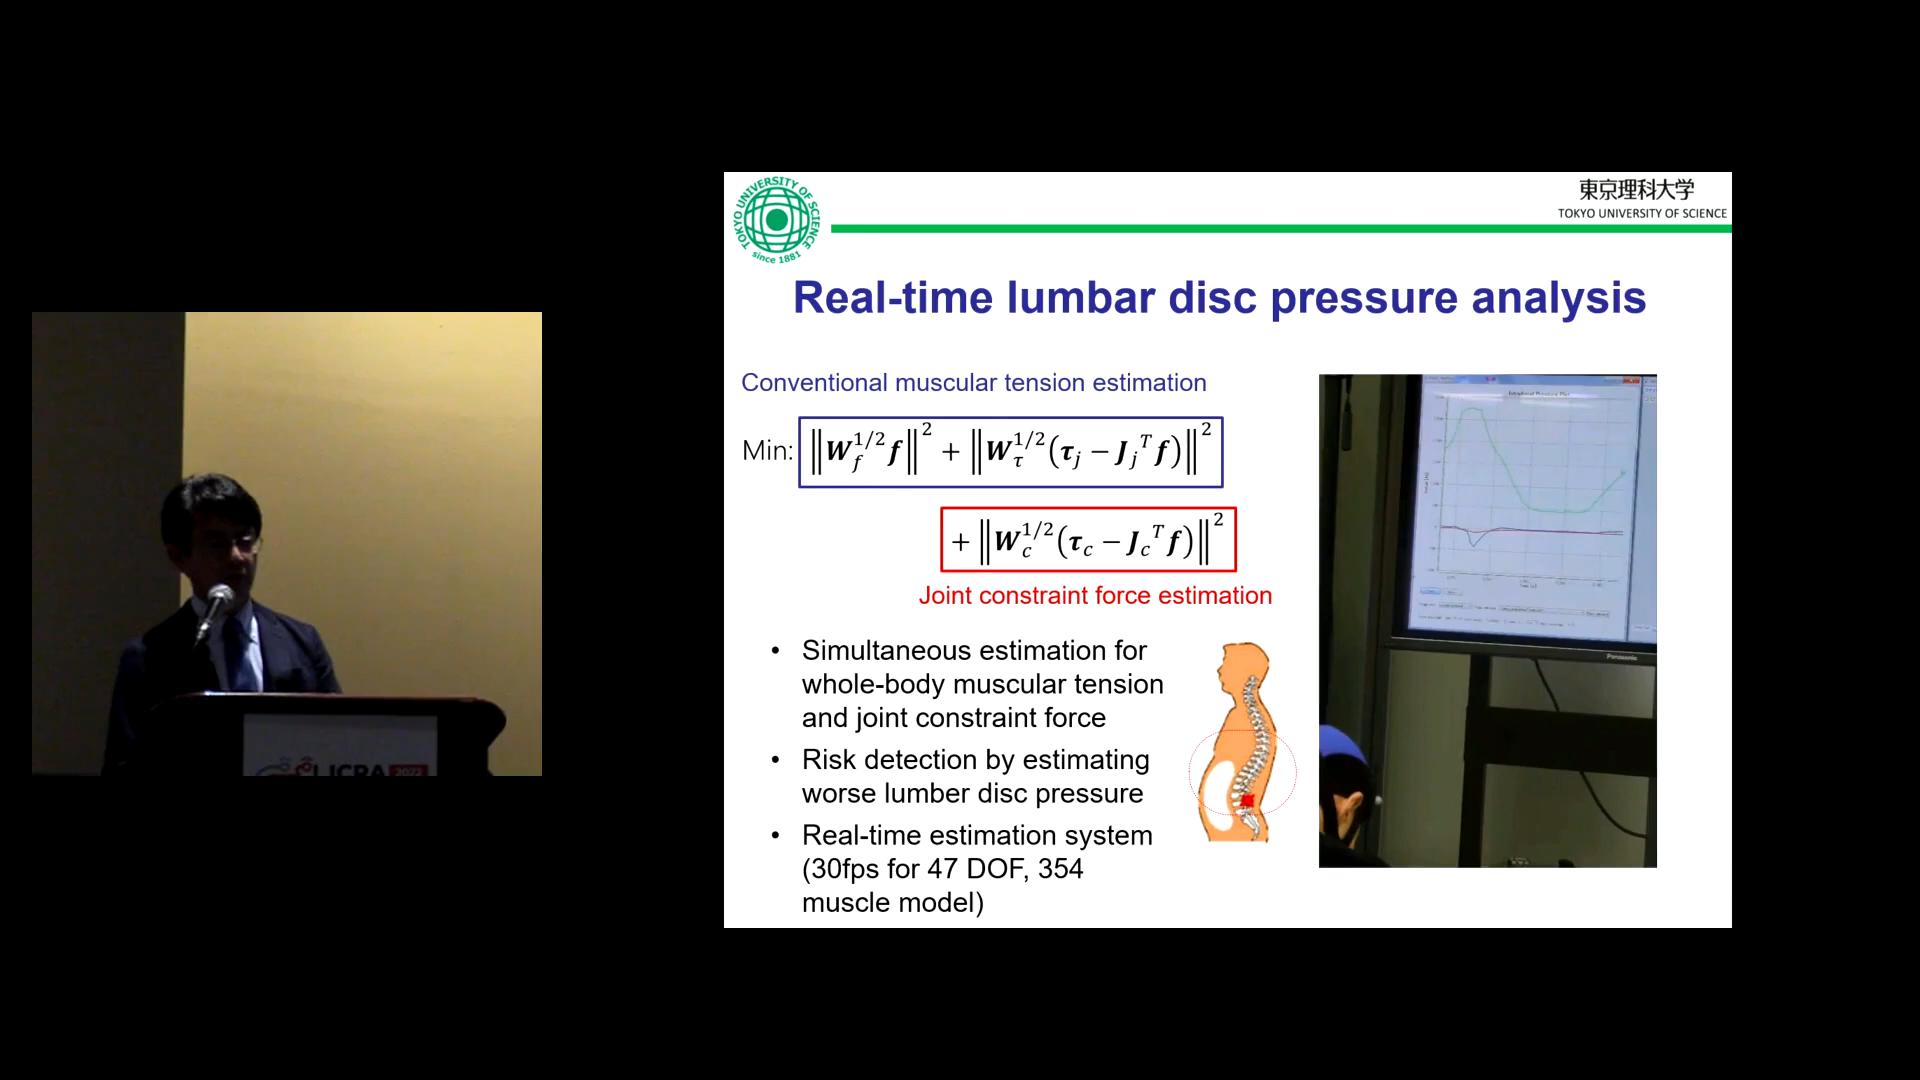 TOKYO UNIVERSITY OF SCIENCE
since 1881
東京理科大学
TOKYO UNIVERSITY OF SCIENCE
Real-time lumbar disc pressure analysis
Conventional muscular tension estimation
Min: ‖W_f^{1/2} f‖^2 + ‖W_τ^{1/2}(τ_j − J_j^T f)‖^2
+ ‖W_c^{1/2}(τ_c − J_c^T f)‖^2
Joint constraint force estimation
• Simultaneous estimation for
whole-body muscular tension
and joint constraint force
• Risk detection by estimating
worse lumber disc pressure
• Real-time estimation system
(30fps for 47 DOF, 354
muscle model)
Panasonic
2022